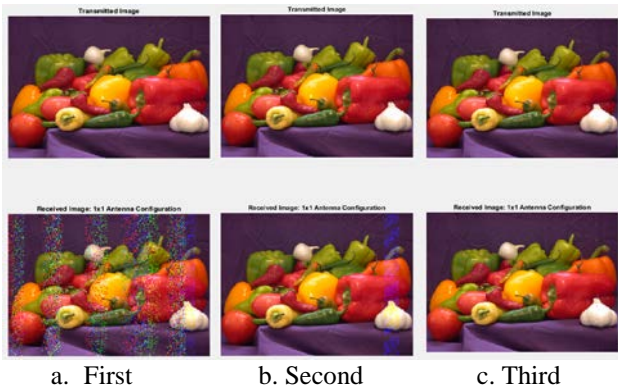 Transmitted Image Transmitted Image Transmitted Image
Received Image: 1x1 Antenna Configuration Received Image: 1x1 Antenna Configuration Received Image: 1x1 Antenna Configuration
a. First b. Second c. Third